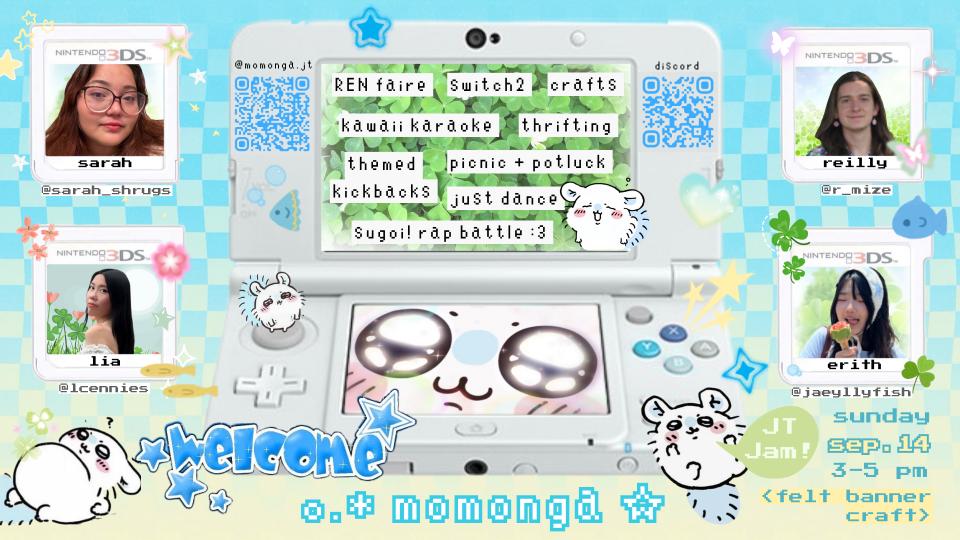 NINTENDO 3DS
sarah
@sarah_shrugs
NINTENDO 3DS
lia
@lcennies
@momonga.jt
discord
REN faire
switch2
crafts
kawaii karaoke
thrifting
themed
kickbacks
picnic + potluck
just dance
Sugoi! rap battle :3
X
Y
A
B
NINTENDO 3DS
reilly
@r_mize
NINTENDO 3DS
erith
@jaeyllyfish
?
welcome
o.* momonga ☆
JT
Jam!
sunday
sep.14
3-5 pm
<felt banner
craft>